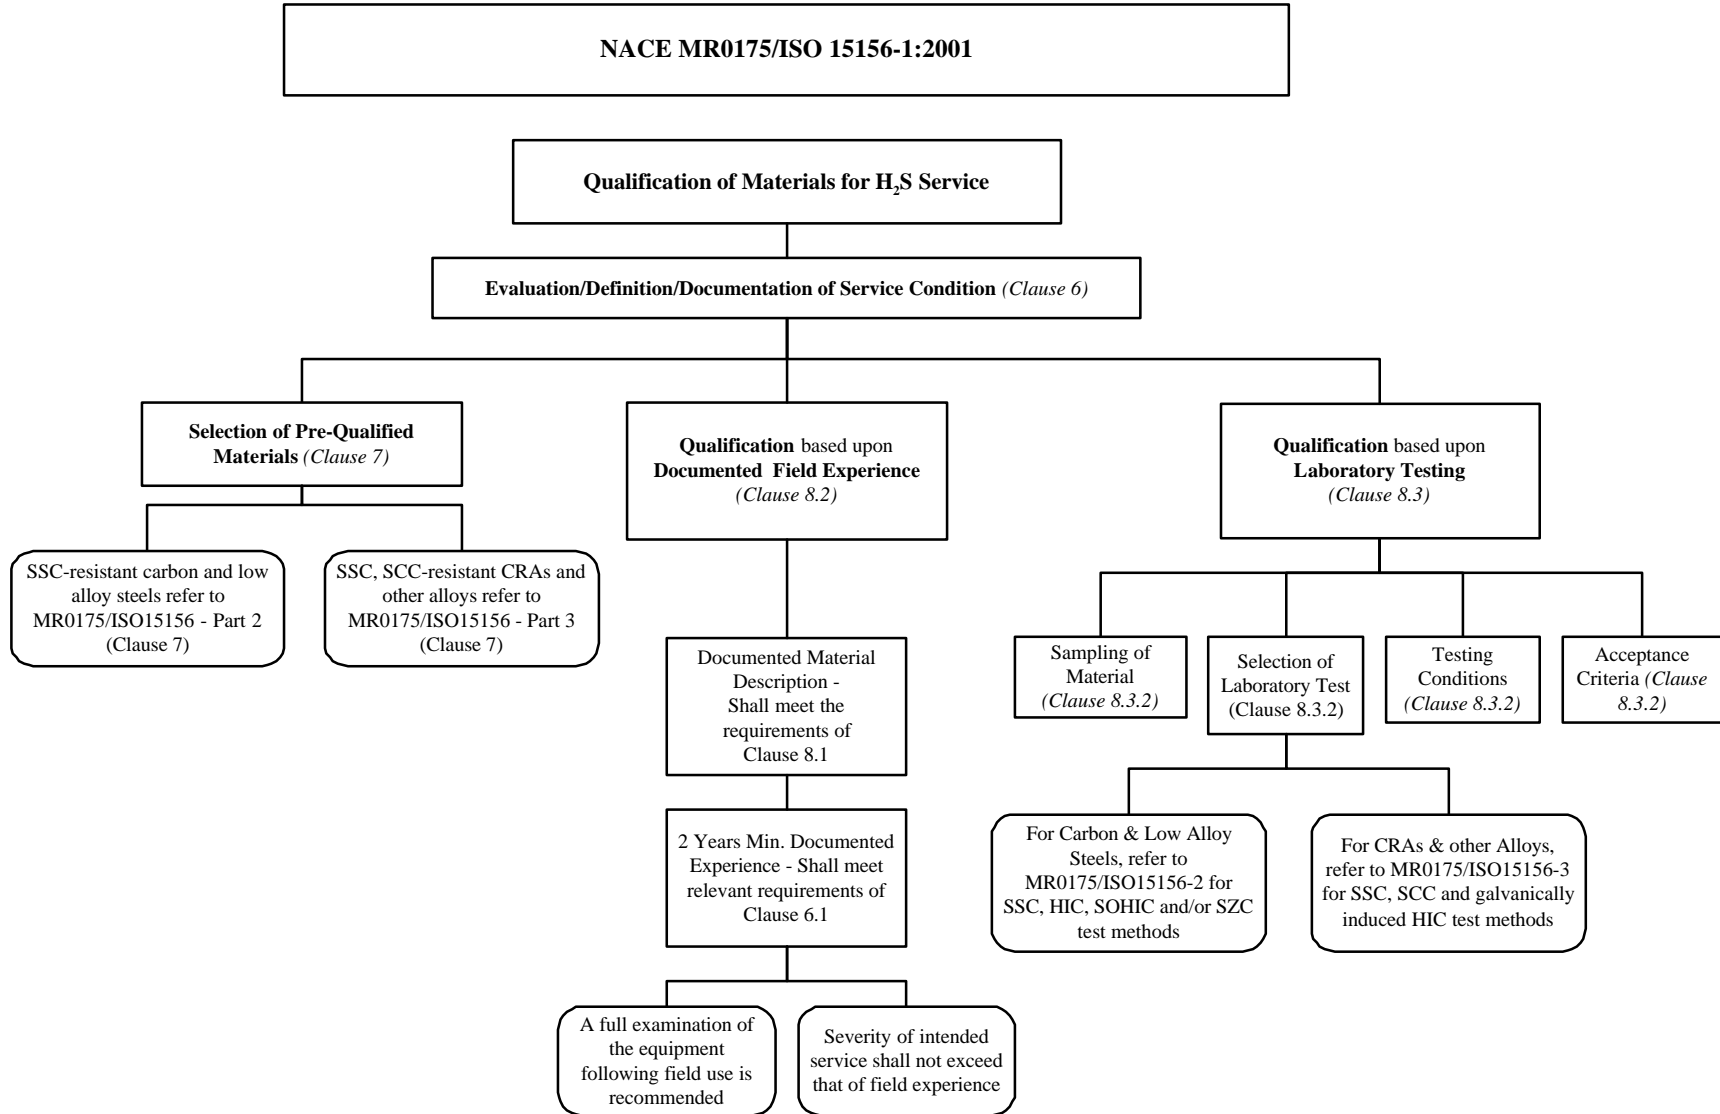 NACE MR0175/ISO 15156-1:2001
Qualification of Materials for H₂S Service
Evaluation/Definition/Documentation of Service Condition (Clause 6)
Selection of Pre-Qualified
Materials (Clause 7)
Qualification based upon
Documented Field Experience
(Clause 8.2)
Qualification based upon
Laboratory Testing
(Clause 8.3)
SSC-resistant carbon and low
alloy steels refer to
MR0175/ISO15156 - Part 2
(Clause 7)
SSC, SCC-resistant CRAs and
other alloys refer to
MR0175/ISO15156 - Part 3
(Clause 7)
Documented Material
Description -
Shall meet the
requirements of
Clause 8.1
Sampling of
Material
(Clause 8.3.2)
Selection of
Laboratory Test
(Clause 8.3.2)
Testing
Conditions
(Clause 8.3.2)
Acceptance
Criteria (Clause
8.3.2)
2 Years Min. Documented
Experience - Shall meet
relevant requirements of
Clause 6.1
For Carbon & Low Alloy
Steels, refer to
MR0175/ISO15156-2 for
SSC, HIC, SOHIC and/or SZC
test methods
For CRAs & other Alloys,
refer to MR0175/ISO15156-3
for SSC, SCC and galvanically
induced HIC test methods
A full examination of
the equipment
following field use is
recommended
Severity of intended
service shall not exceed
that of field experience